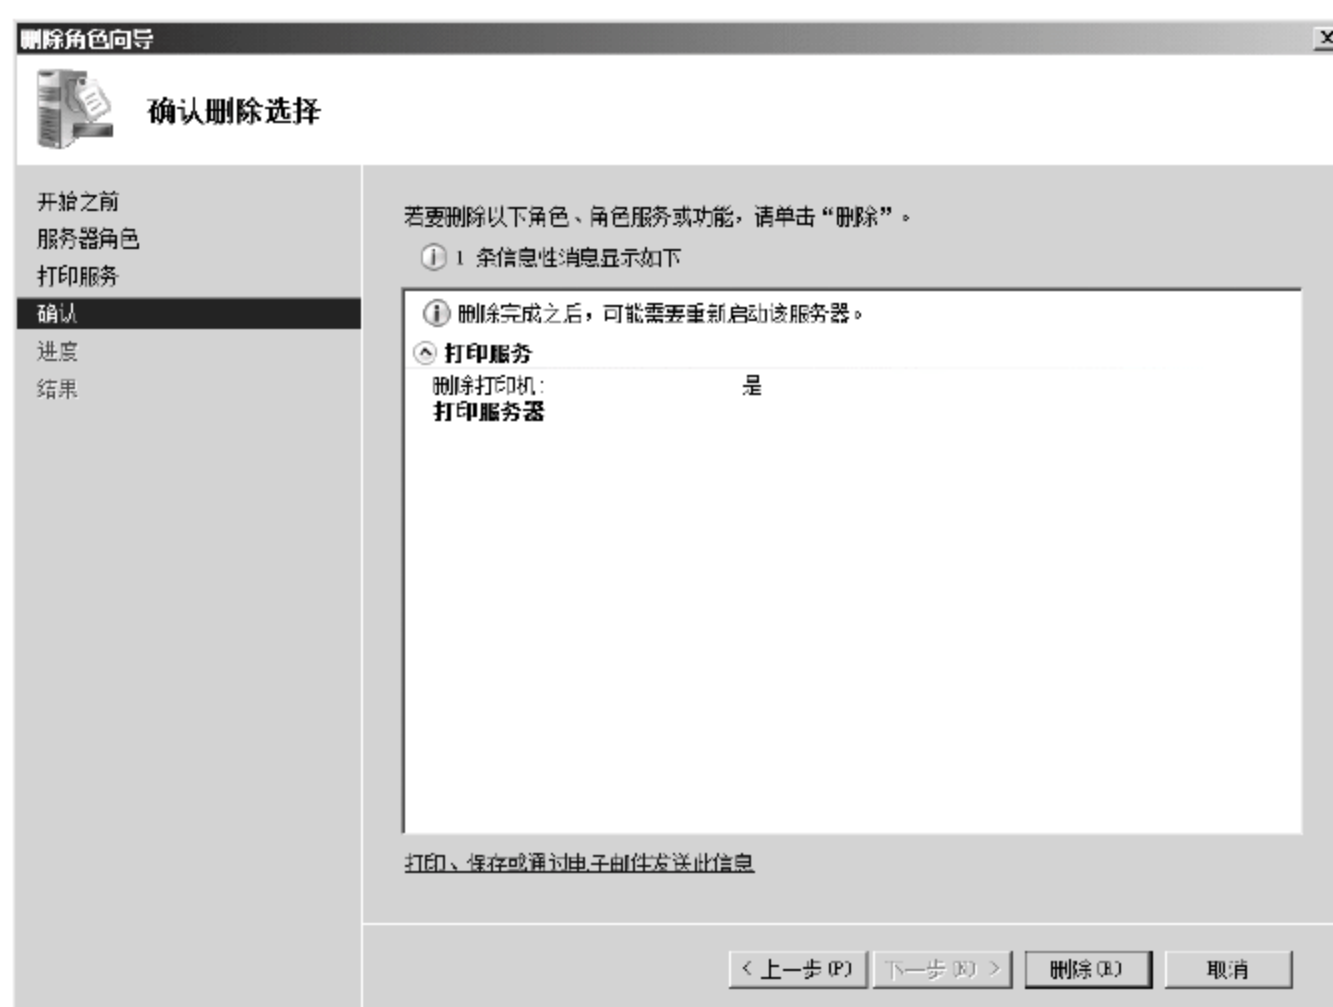 删除角色向导
确认删除选择
开始之前
服务器角色
打印服务
确认
进度
结果
若要删除以下角色、角色服务或功能，请单击“删除”。
1 条信息性消息显示如下
删除完成之后，可能需要重新启动该服务器。
打印服务
删除打印机: 是
打印服务器
打印、保存或通过电子邮件发送此信息
< 上一步(P) 下一步(N) > 删除(R) 取消